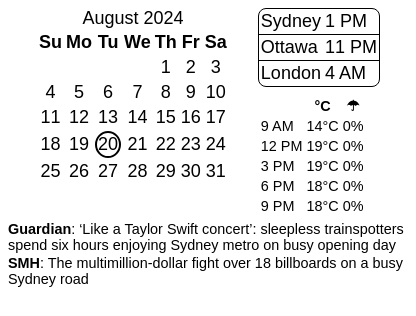 August 2024
Su Mo Tu We Th Fr Sa
1 2 3
4 5 6 7 8 9 10
11 12 13 14 15 16 17
18 19 20 21 22 23 24
25 26 27 28 29 30 31
Sydney 1 PM
Ottawa 11 PM
London 4 AM
°C ☂
9 AM 14°C 0%
12 PM 19°C 0%
3 PM 19°C 0%
6 PM 18°C 0%
9 PM 18°C 0%
Guardian: ‘Like a Taylor Swift concert’: sleepless trainspotters
spend six hours enjoying Sydney metro on busy opening day
SMH: The multimillion-dollar fight over 18 billboards on a busy
Sydney road